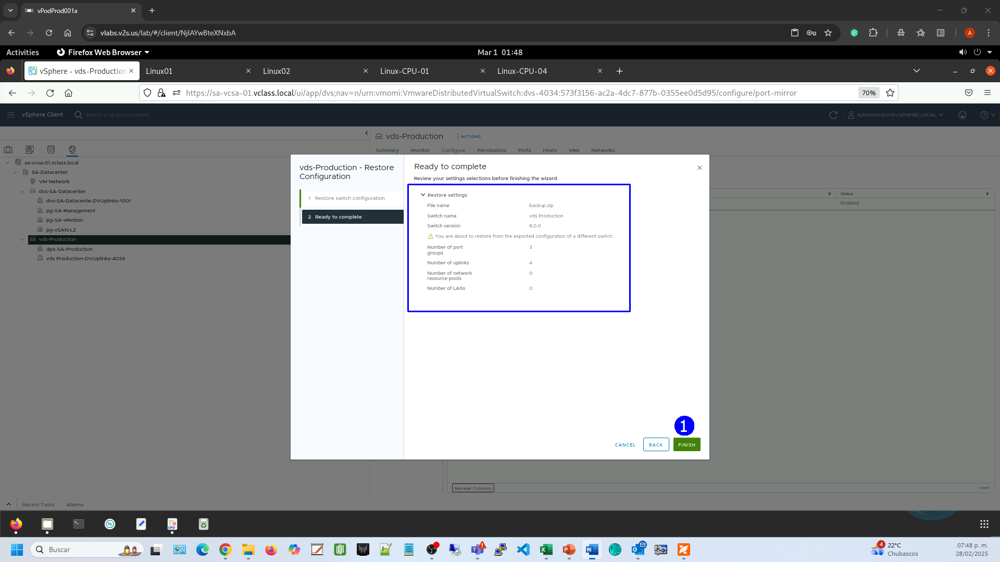 vPodProd001a
vlabs.v2s.us/lab/#/client/NjIAYwBteXNxbA
A
Activities
Firefox Web Browser
Mar 1 01:48
vSphere - vds-Production
Linux01
Linux02
Linux-CPU-01
Linux-CPU-04
https://sa-vcsa-01.vclass.local/ui/app/dvs;nav=n/urn:vmomi:VmwareDistributedVirtualSwitch:dvs-4034:573f3156-ac2a-4dc7-877b-0355ee0d5d95/configure/port-mirror
70%
vSphere Client
Search in all environments
Administrator@VSPHERE.LOCAL
vds-Production
ACTIONS
Summary
Monitor
Configure
Permissions
Ports
Hosts
VMs
Networks
sa-vcsa-01.vclass.local
SA-Datacenter
VM Network
dvs-SA-Datacenter
dvs-SA-Datacente-DVUplinks-1001
pg-SA-Management
pg-SA-vMotion
pg-vSAN-L2
vds-Production
dps-SA-Production
vds Production-DVUplinks-4034
Status
Enabled
vds-Production - Restore
Configuration
1 Restore switch configuration
2 Ready to complete
Ready to complete
Review your settings selections before finishing the wizard.
Restore settings
File name backup.zip
Switch name vds Production
Switch version 8.0.0
You are about to restore from the exported configuration of a different switch.
Number of port
groups 3
Number of uplinks 4
Number of network
resource pools 0
Number of LAGs 0
1
CANCEL
BACK
FINISH
Manage Columns
1 item
Recent Tasks
Alarms
Buscar
4
22°C
Chubascos
07:48 p. m.
28/02/2025